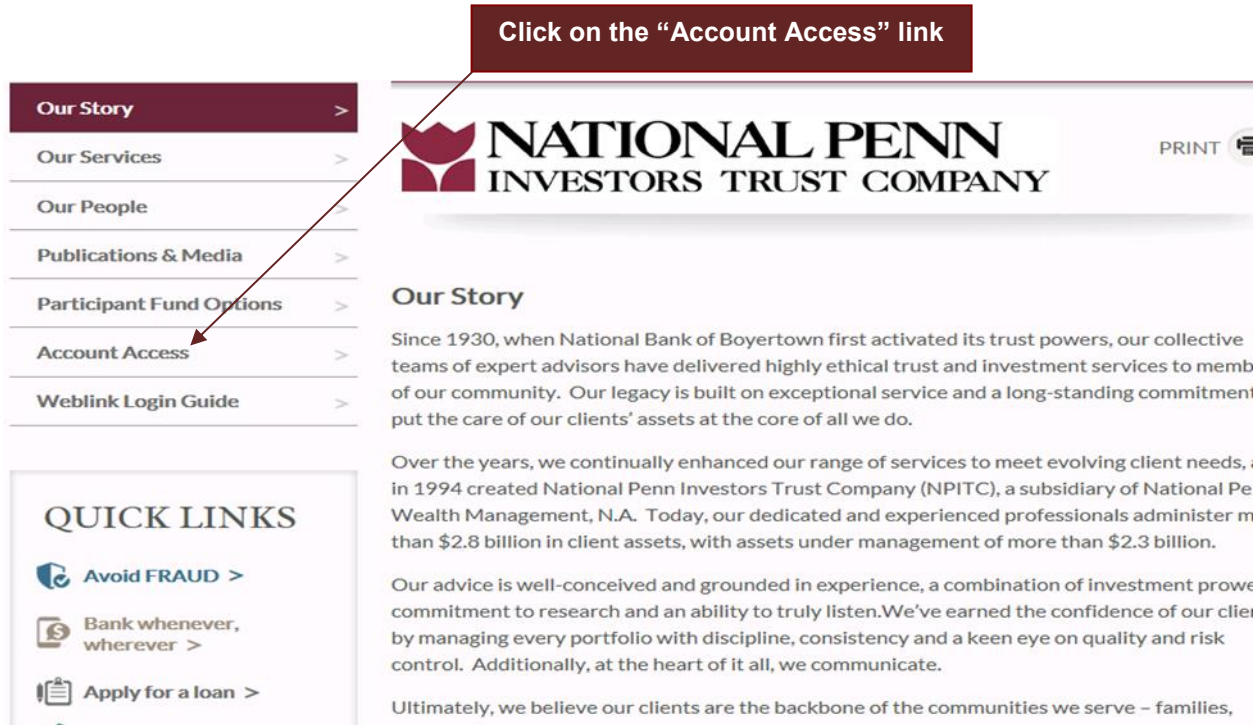 Click on the “Account Access” link
Our Story >
Our Services >
Our People >
Publications & Media >
Participant Fund Options >
Account Access >
Weblink Login Guide >
QUICK LINKS
Avoid FRAUD >
Bank whenever,
wherever >
Apply for a loan >
NATIONAL PENN
INVESTORS TRUST COMPANY
PRINT
Our Story
Since 1930, when National Bank of Boyertown first activated its trust powers, our collective
teams of expert advisors have delivered highly ethical trust and investment services to memb
of our community. Our legacy is built on exceptional service and a long-standing commitment
put the care of our clients’ assets at the core of all we do.
Over the years, we continually enhanced our range of services to meet evolving client needs, a
in 1994 created National Penn Investors Trust Company (NPITC), a subsidiary of National Pe
Wealth Management, N.A. Today, our dedicated and experienced professionals administer m
than $2.8 billion in client assets, with assets under management of more than $2.3 billion.
Our advice is well-conceived and grounded in experience, a combination of investment prowe
commitment to research and an ability to truly listen.We’ve earned the confidence of our clien
by managing every portfolio with discipline, consistency and a keen eye on quality and risk
control. Additionally, at the heart of it all, we communicate.
Ultimately, we believe our clients are the backbone of the communities we serve – families,